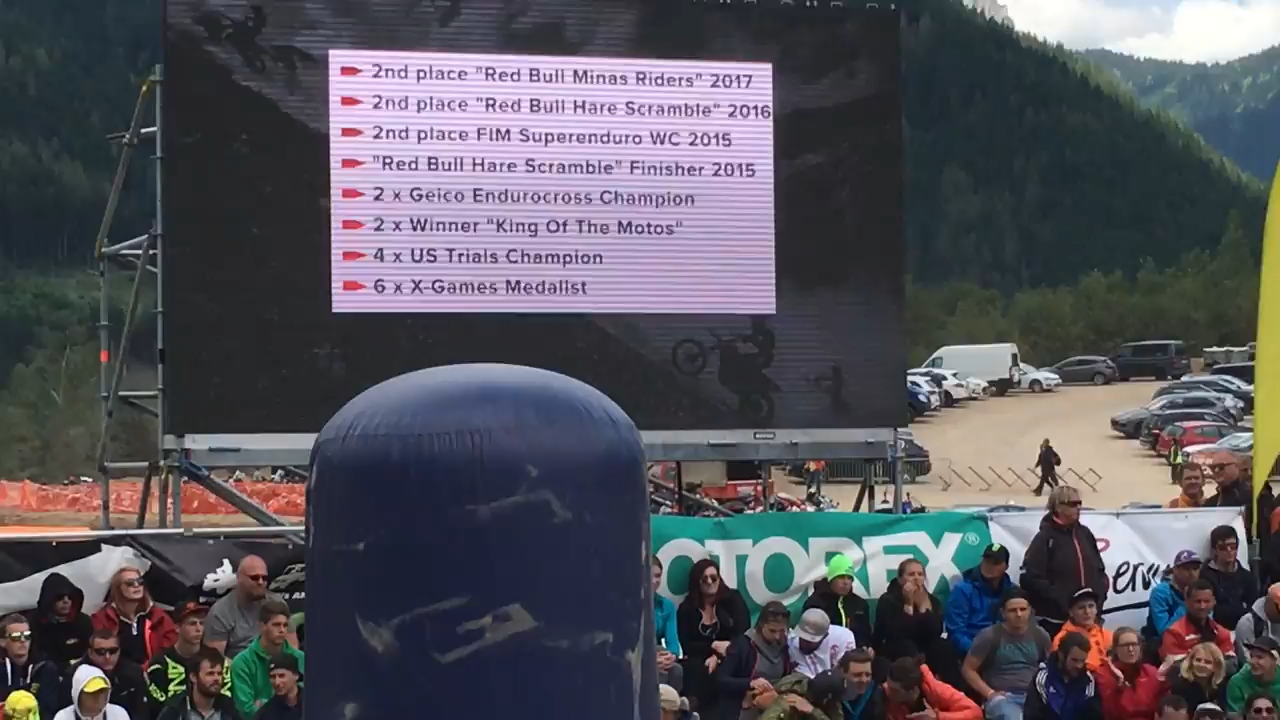 2nd place "Red Bull Minas Riders" 2017
2nd place "Red Bull Hare Scramble" 2016
2nd place FIM Superenduro WC 2015
"Red Bull Hare Scramble" Finisher 2015
2 x Geico Endurocross Champion
2 x Winner "King Of The Motos"
4 x US Trials Champion
6 x X-Games Medalist
OTOREX®